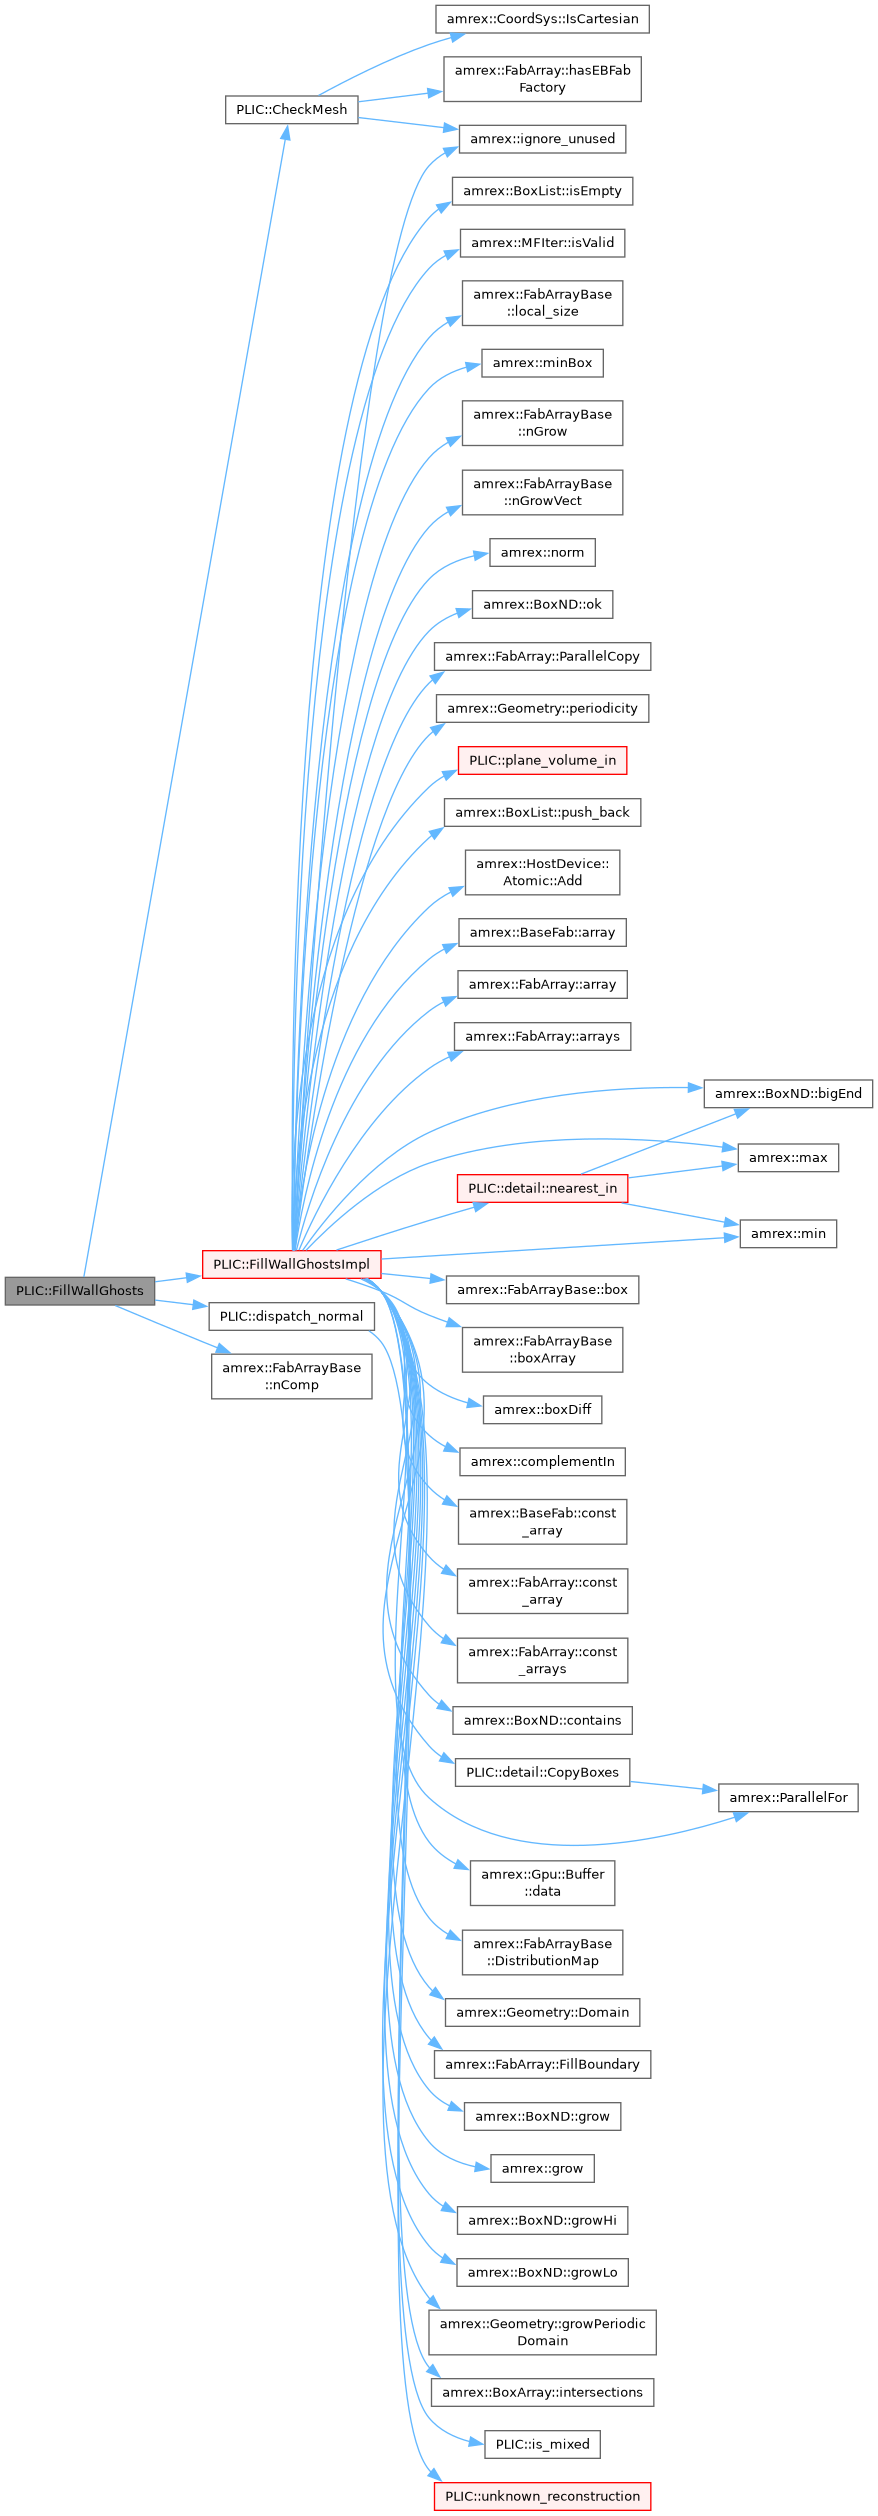 amrex::CoordSys::IsCartesian
amrex::FabArray::hasEBFab
Factory
PLIC::CheckMesh
amrex::ignore_unused
amrex::BoxList::isEmpty
amrex::MFIter::isValid
amrex::FabArrayBase
::local_size
amrex::minBox
amrex::FabArrayBase
::nGrow
amrex::FabArrayBase
::nGrowVect
amrex::norm
amrex::BoxND::ok
amrex::FabArray::ParallelCopy
amrex::Geometry::periodicity
PLIC::plane_volume_in
amrex::BoxList::push_back
amrex::HostDevice::
Atomic::Add
amrex::BaseFab::array
amrex::FabArray::array
amrex::FabArray::arrays
amrex::BoxND::bigEnd
amrex::max
PLIC::detail::nearest_in
amrex::min
PLIC::FillWallGhostsImpl
PLIC::FillWallGhosts
amrex::FabArrayBase::box
PLIC::dispatch_normal
amrex::FabArrayBase
::boxArray
amrex::FabArrayBase
::nComp
amrex::boxDiff
amrex::complementIn
amrex::BaseFab::const
_array
amrex::FabArray::const
_array
amrex::FabArray::const
_arrays
amrex::BoxND::contains
PLIC::detail::CopyBoxes
amrex::ParallelFor
amrex::Gpu::Buffer
::data
amrex::FabArrayBase
::DistributionMap
amrex::Geometry::Domain
amrex::FabArray::FillBoundary
amrex::BoxND::grow
amrex::grow
amrex::BoxND::growHi
amrex::BoxND::growLo
amrex::Geometry::growPeriodic
Domain
amrex::BoxArray::intersections
PLIC::is_mixed
PLIC::unknown_reconstruction